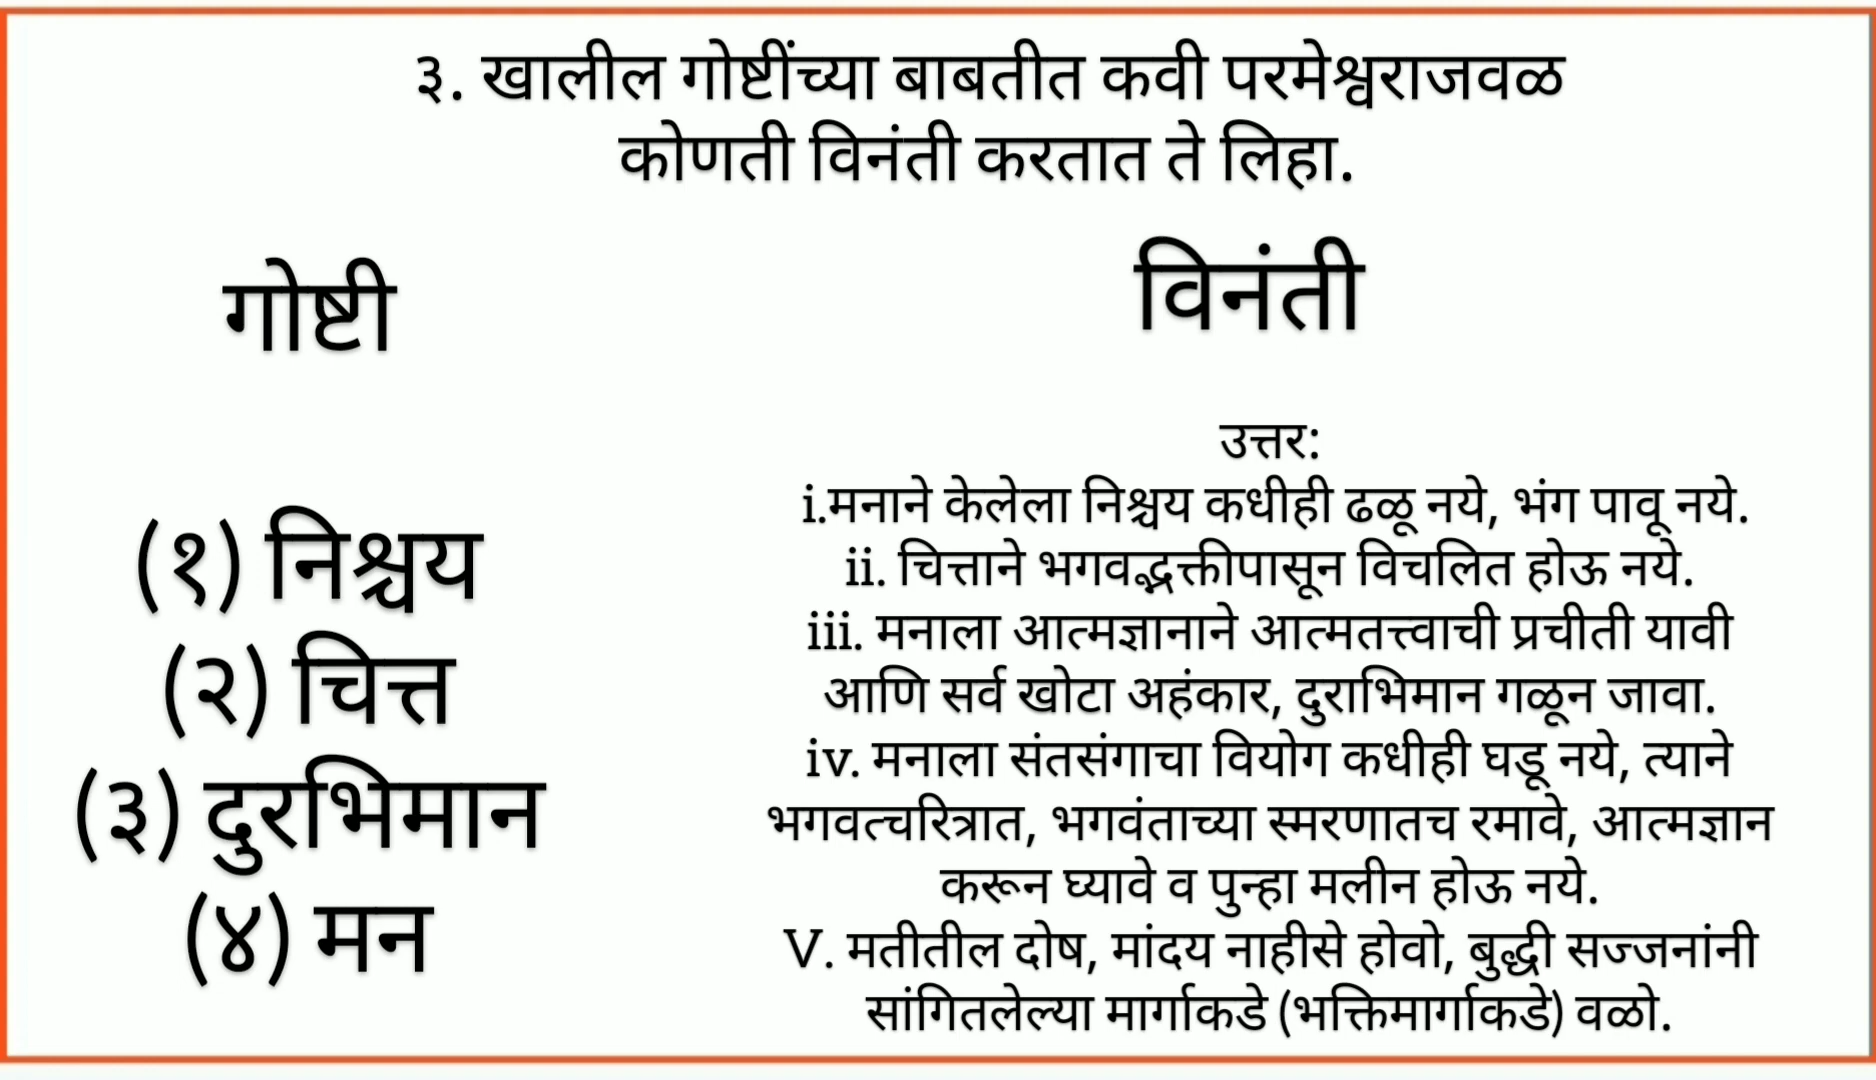 ३. खालील गोष्टींच्या बाबतीत कवी परमेश्वराजवळ
कोणती विनंती करतात ते लिहा.
गोष्टी
(१) निश्चय
(२) चित्त
(३) दुरभिमान
(४) मन
विनंती
उत्तर:
i.मनाने केलेला निश्चय कधीही ढळू नये, भंग पावू नये.
ii. चित्ताने भगवद्भक्तीपासून विचलित होऊ नये.
iii. मनाला आत्मज्ञानाने आत्मतत्त्वाची प्रचीती यावी
आणि सर्व खोटा अहंकार, दुराभिमान गळून जावा.
iv. मनाला संतसंगाचा वियोग कधीही घडू नये, त्याने
भगवत्चरित्रात, भगवंताच्या स्मरणातच रमावे, आत्मज्ञान
करून घ्यावे व पुन्हा मलीन होऊ नये.
V. मतीतील दोष, मांदय नाहीसे होवो, बुद्धी सज्जनांनी
सांगितलेल्या मार्गाकडे (भक्तिमार्गाकडे) वळो.